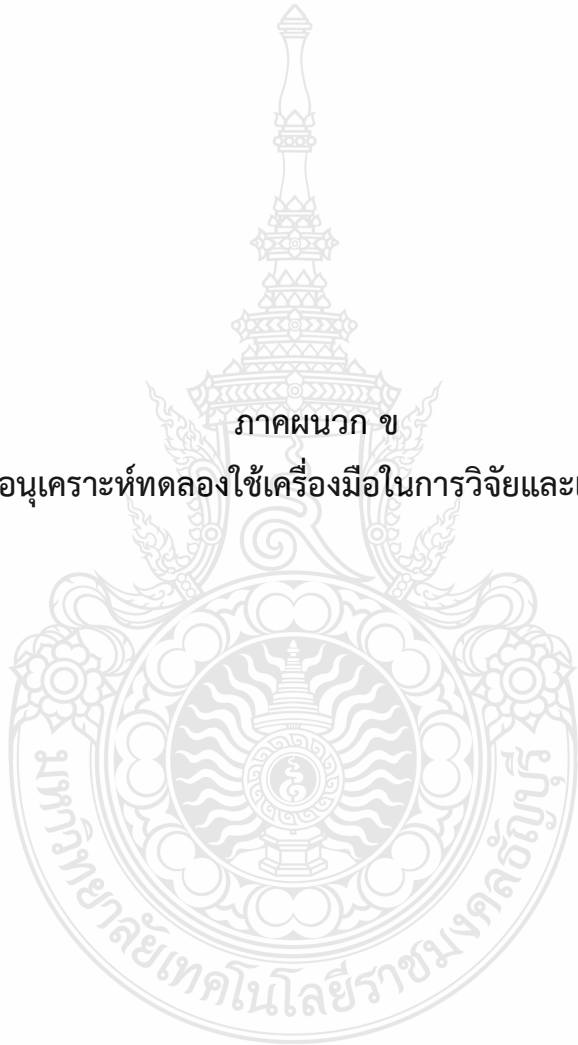 ภาคผนวก ข
อนุเคราะห์ทดลองใช้เครื่องมือในการวิจัยและ
มหาวิทยาลัยเทคโนโลยีราชมงคลธัญบุรี